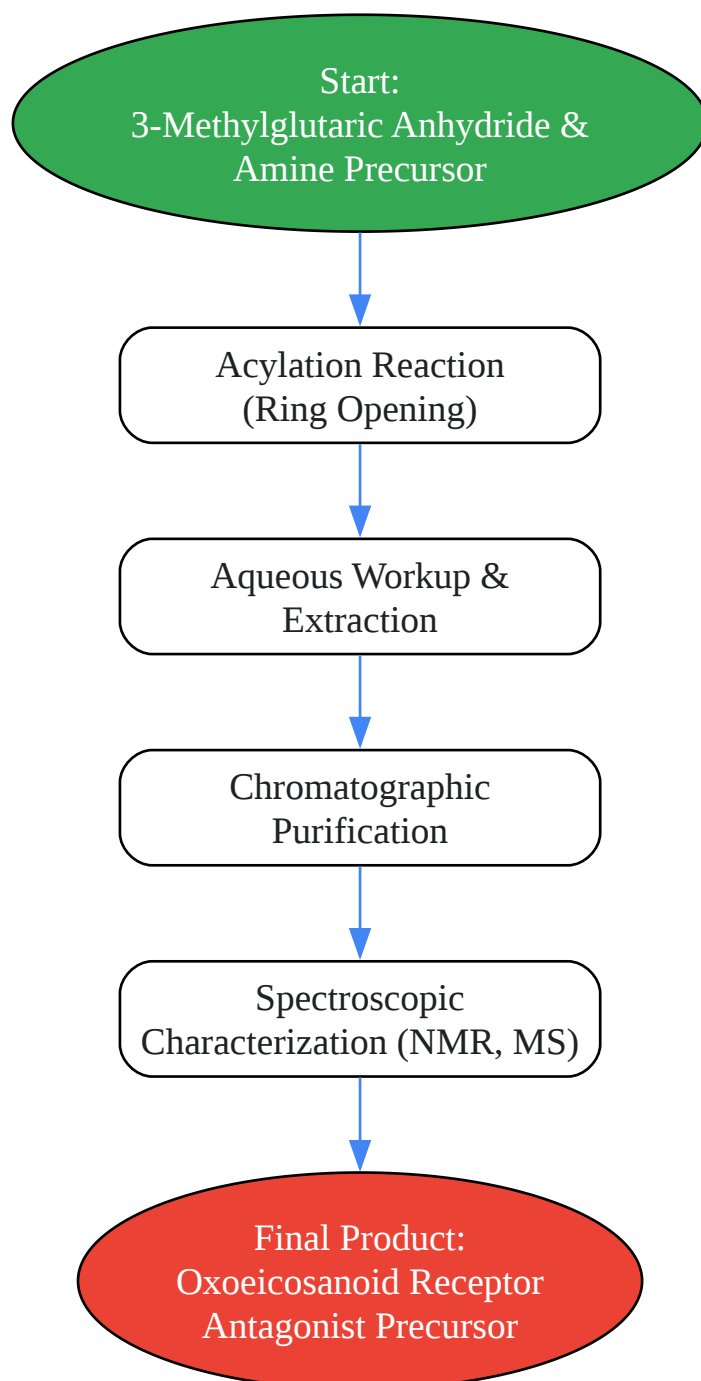 Start:
3-Methylglutaric Anhydride &
Amine Precursor
Acylation Reaction
(Ring Opening)
Aqueous Workup &
Extraction
Chromatographic
Purification
Spectroscopic
Characterization (NMR, MS)
Final Product:
Oxoeicosanoid Receptor
Antagonist Precursor